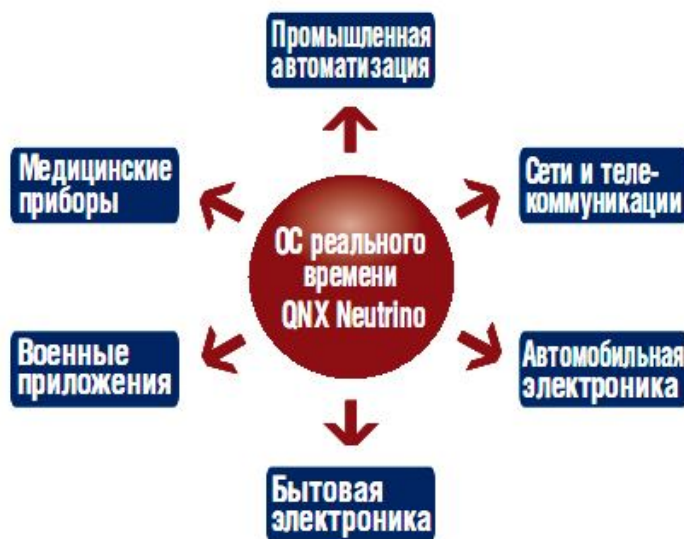 Промышленная
автоматизация
Медицинские
приборы
Сети и теле-
коммуникации
ОС реального
времени
QNX Neutrino
Военные
приложения
Автомобильная
электроника
Бытовая
электроника